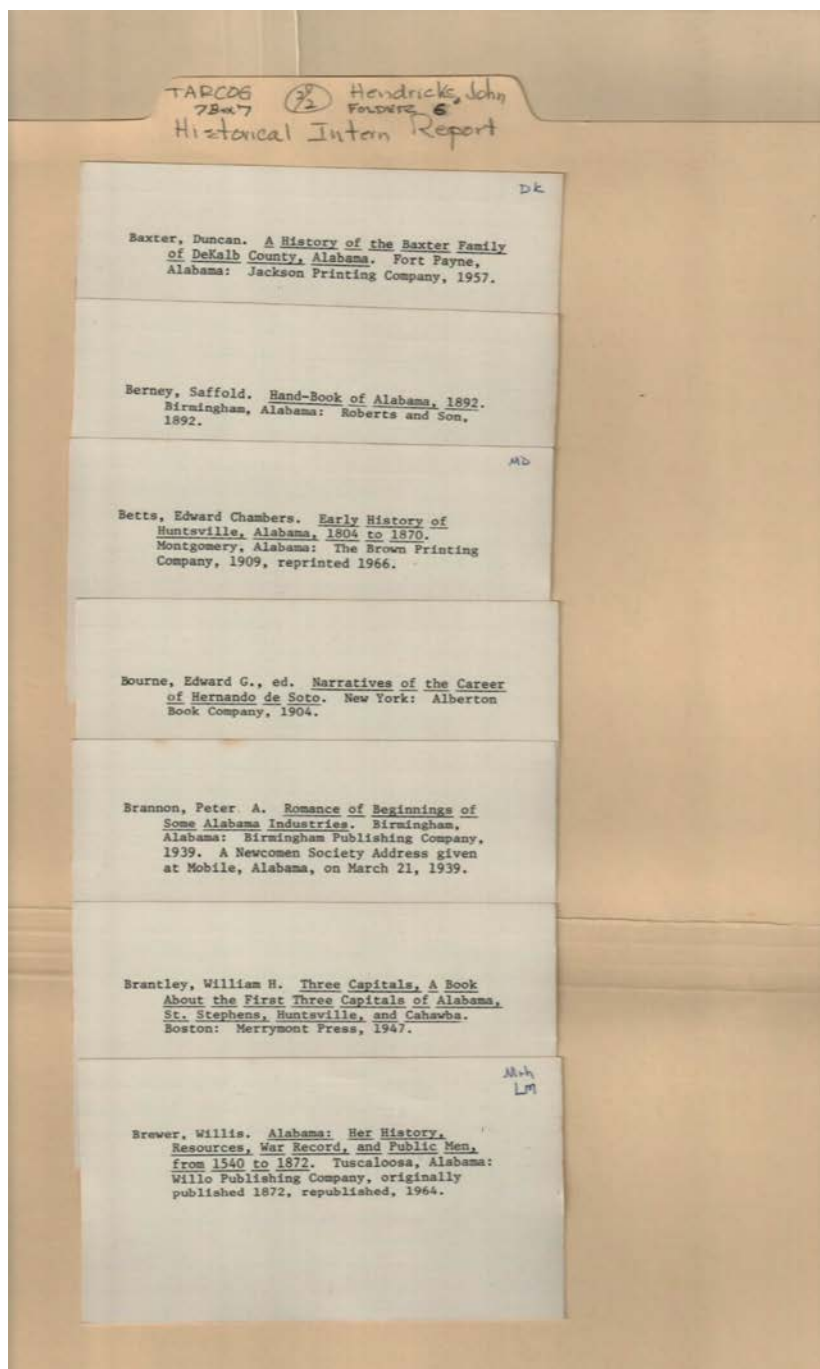 TARCOG Hendricks, John
FOLDER 6
Historical Intern Report
DK
Baxter, Duncan. A History of the Baxter Family
of DeKalb County, Alabama. Fort Payne,
Alabama: Jackson Printing Company, 1957.
Berney, Saffold. Hand-Book of Alabama, 1892.
Birmingham, Alabama: Roberts and Son,
1892.
MD
Betts, Edward Chambers. Early History of
Huntsville, Alabama, 1804 to 1870.
Montgomery, Alabama: The Brown Printing
Company, 1909, reprinted 1966.
Bourne, Edward G., ed. Narratives of the Career
of Hernando de Soto. New York: Alberton
Book Company, 1904.
Brannon, Peter A. Romance of Beginnings of
Some Alabama Industries. Birmingham,
Alabama: Birmingham Publishing Company,
1939. A Newcomen Society Address given
at Mobile, Alabama, on March 21, 1939.
Brantley, William H. Three Capitals, A Book
About the First Three Capitals of Alabama,
St. Stephens, Huntsville, and Cahawba.
Boston: Merrymont Press, 1947.
LM
Brewer, Willis. Alabama: Her History,
Resources, War Record, and Public Men,
from 1540 to 1872. Tuscaloosa, Alabama:
Willo Publishing Company, originally
published 1872, republished, 1964.